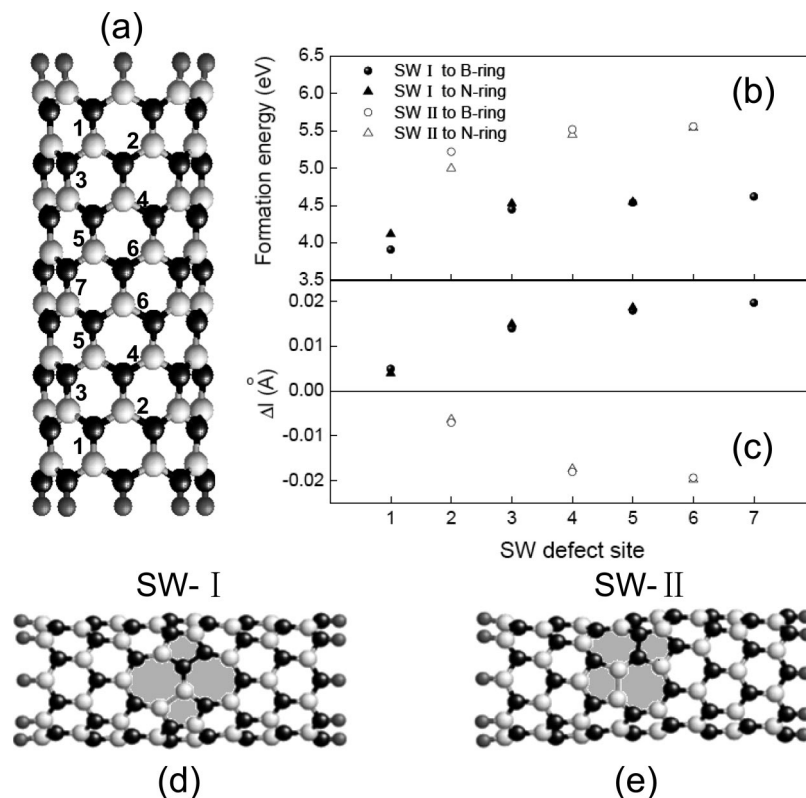 (a)
1
2
3
4
5
6
7
6
5
4
3
2
1
6.5
6.0
5.5
5.0
4.5
4.0
3.5
Formation energy (eV)
SW Ⅰ to B-ring
SW Ⅰ to N-ring
SW Ⅱ to B-ring
SW Ⅱ to N-ring
(b)
0.02
0.01
0.00
-0.01
-0.02
Δl (Å)
(c)
1 2 3 4 5 6 7
SW defect site
SW- Ⅰ
SW- Ⅱ
(d)
(e)